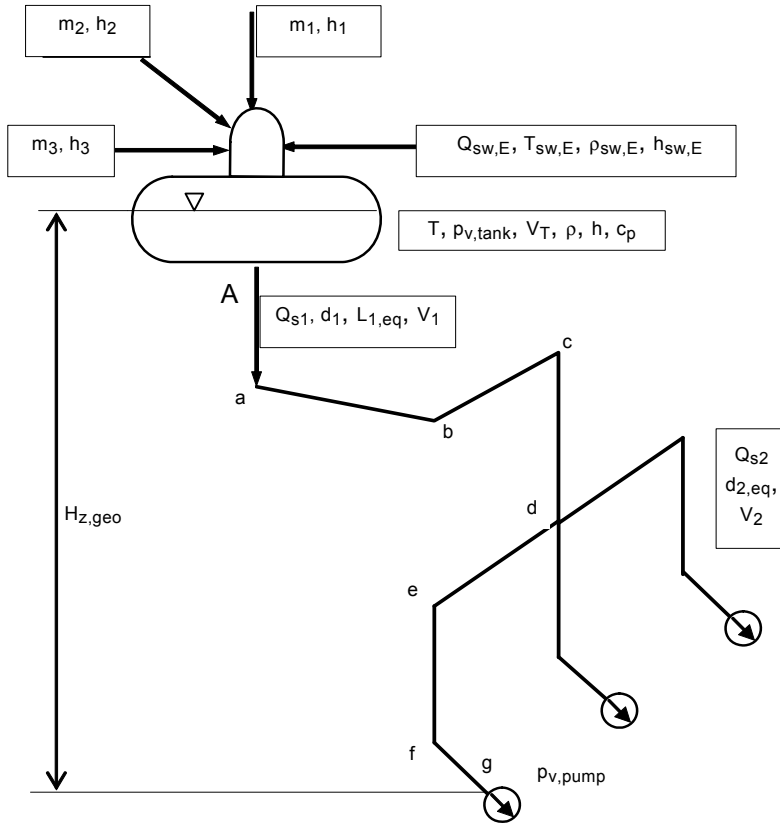 m2, h2
m1, h1
m3, h3
Qsw,E, Tsw,E, ρsw,E, hsw,E
T, pv,tank, VT, ρ, h, cp
A
Qs1, d1, L1,eq, V1
a
b
c
Qs2
d2,eq,
V2
Hz,geo
d
e
f
g
pv,pump